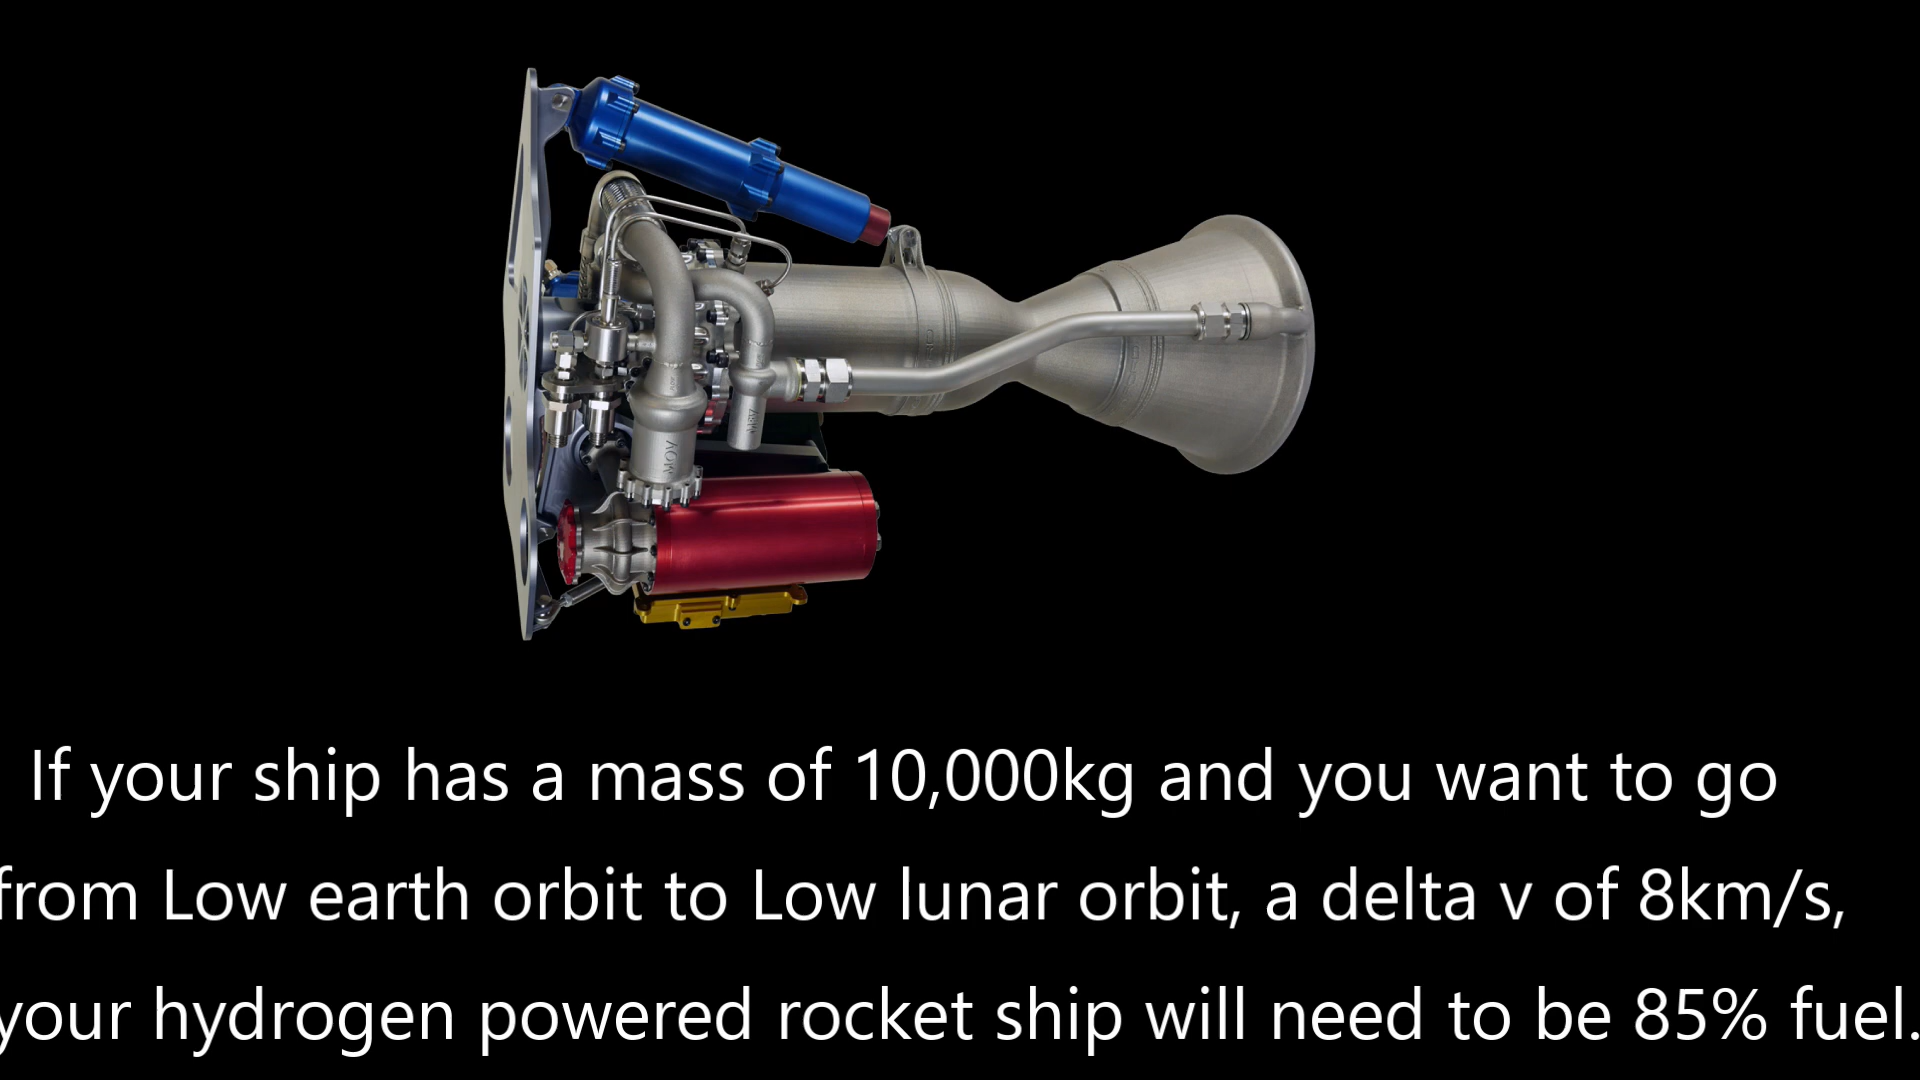 If your ship has a mass of 10,000kg and you want to go
from Low earth orbit to Low lunar orbit, a delta v of 8km/s,
your hydrogen powered rocket ship will need to be 85% fuel.